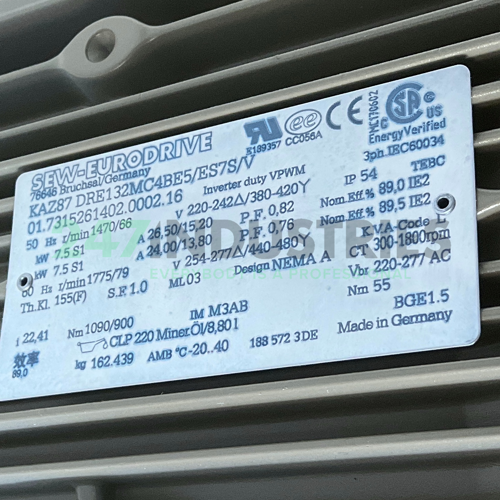 SEW-EURODRIVE
76646 Bruchsal/Germany
KAZ87 DRE132MC4BE5/ES7S/V
01.7315261402.0002.16
Inverter duty VPWM
E189357 CC056A
EMC170602
Energy Verified
3ph.IEC60034
TEBC
IP 54
50 Hz r/min 1470/66 V 220-242Δ/380-420Y Nom Eff % 89,0 IE2
kW 7.5 S1 A 26,50/15,20 P.F. 0,82 Nom Eff % 89,5 IE2
kW 7.5 S1 A 24,00/13,80 P.F. 0,76 K.V.A-Code L
60 Hz r/min 1775/79 V 254-277Δ/440-480Y CT 300-1800rpm
Th.Kl. 155(F) S.F. 1.0 ML 03 Design NEMA A Vbr 220-277 AC
Nm 55
i 22,41 Nm 1090/900 IM M3AB BGE1.5
CLP 220 Miner.Öl/8,80 l Made in Germany
效率
89,0 kg 162.439 AMB °C -20..40 188 572 3 DE
247 INDUSTRIES